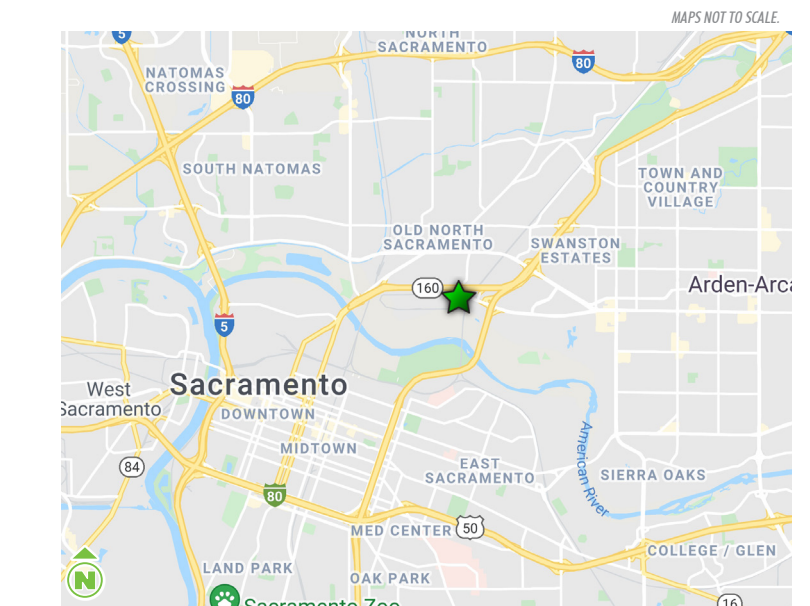 MAPS NOT TO SCALE.
5
NORTH
SACRAMENTO
80
NATOMAS
CROSSING
80
SOUTH NATOMAS
TOWN AND
COUNTRY
VILLAGE
OLD NORTH
SACRAMENTO
SWANSTON
ESTATES
160
Arden-Arca
5
West
Sacramento
Sacramento
DOWNTOWN
MIDTOWN
84
EAST
SACRAMENTO
American River
SIERRA OAKS
80
MED CENTER
50
COLLEGE / GLEN
LAND PARK
OAK PARK
N
Sacramento Zoo
16